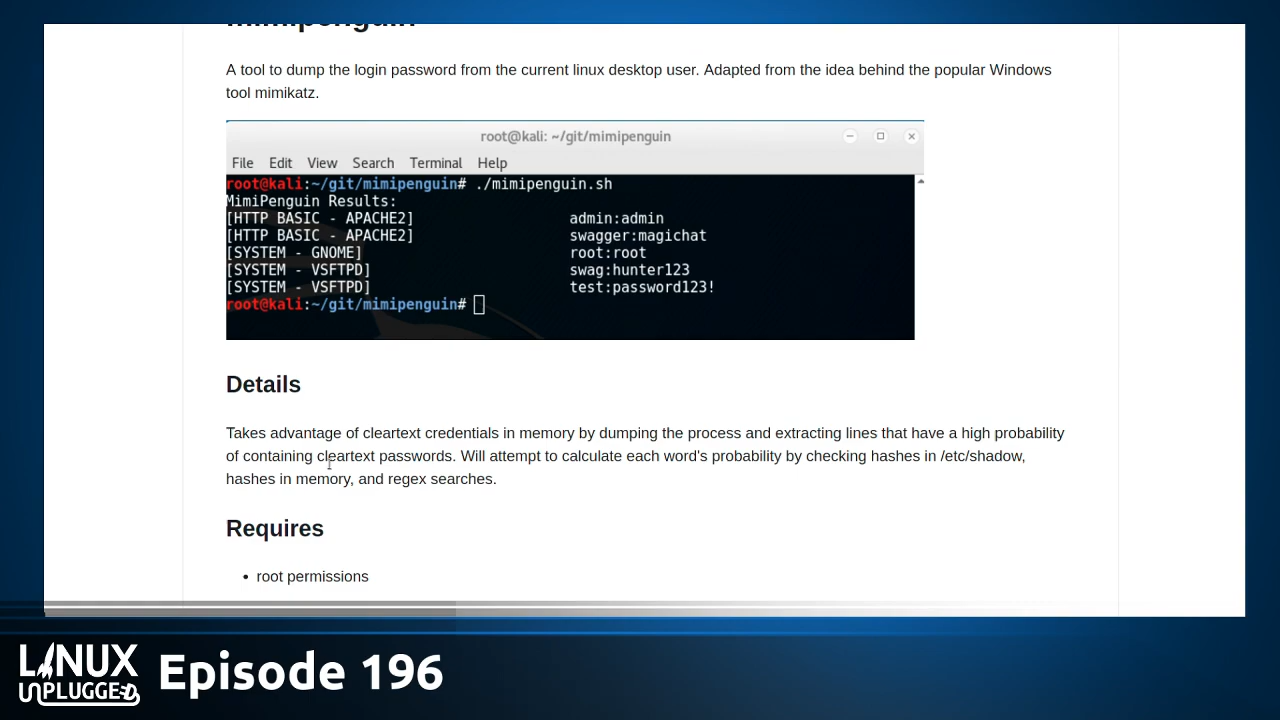 mimipenguin
A tool to dump the login password from the current linux desktop user. Adapted from the idea behind the popular Windows
tool mimikatz.
root@kali: ~/git/mimipenguin
File Edit View Search Terminal Help
root@kali:~/git/mimipenguin# ./mimipenguin.sh
MimiPenguin Results:
[HTTP BASIC - APACHE2] admin:admin
[HTTP BASIC - APACHE2] swagger:magichat
[SYSTEM - GNOME] root:root
[SYSTEM - VSFTPD] swag:hunter123
[SYSTEM - VSFTPD] test:password123!
root@kali:~/git/mimipenguin#
Details
Takes advantage of cleartext credentials in memory by dumping the process and extracting lines that have a high probability
of containing cleartext passwords. Will attempt to calculate each word's probability by checking hashes in /etc/shadow,
hashes in memory, and regex searches.
Requires
• root permissions
LINUX
UNPLUGGED
Episode 196